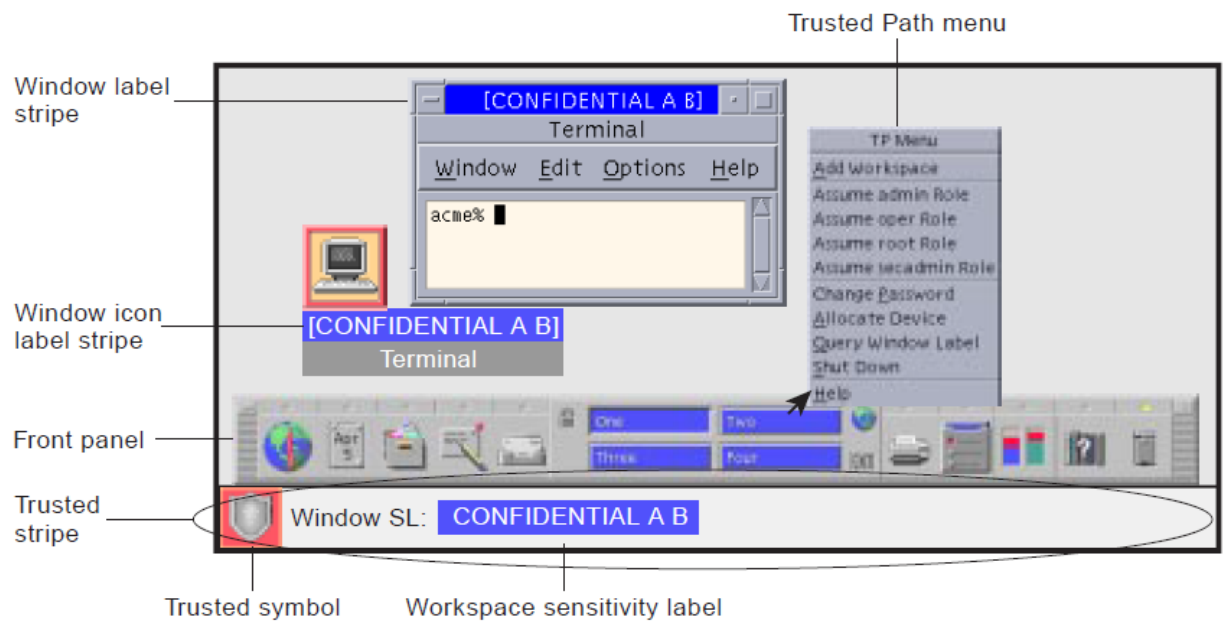 Trusted Path menu
Window label
stripe
[CONFIDENTIAL A B]
Terminal
Window Edit Options Help
acme%
TP Menu
Add Workspace
Assume admin Role
Assume oper Role
Assume root Role
Assume secadmin Role
Change Password
Allocate Device
Query Window Label
Shut Down
Help
Window icon
label stripe
[CONFIDENTIAL A B]
Terminal
Front panel
Apr
5
One
Two
Three
Four
EXIT
Trusted
stripe
Window SL: CONFIDENTIAL A B
Trusted symbol
Workspace sensitivity label